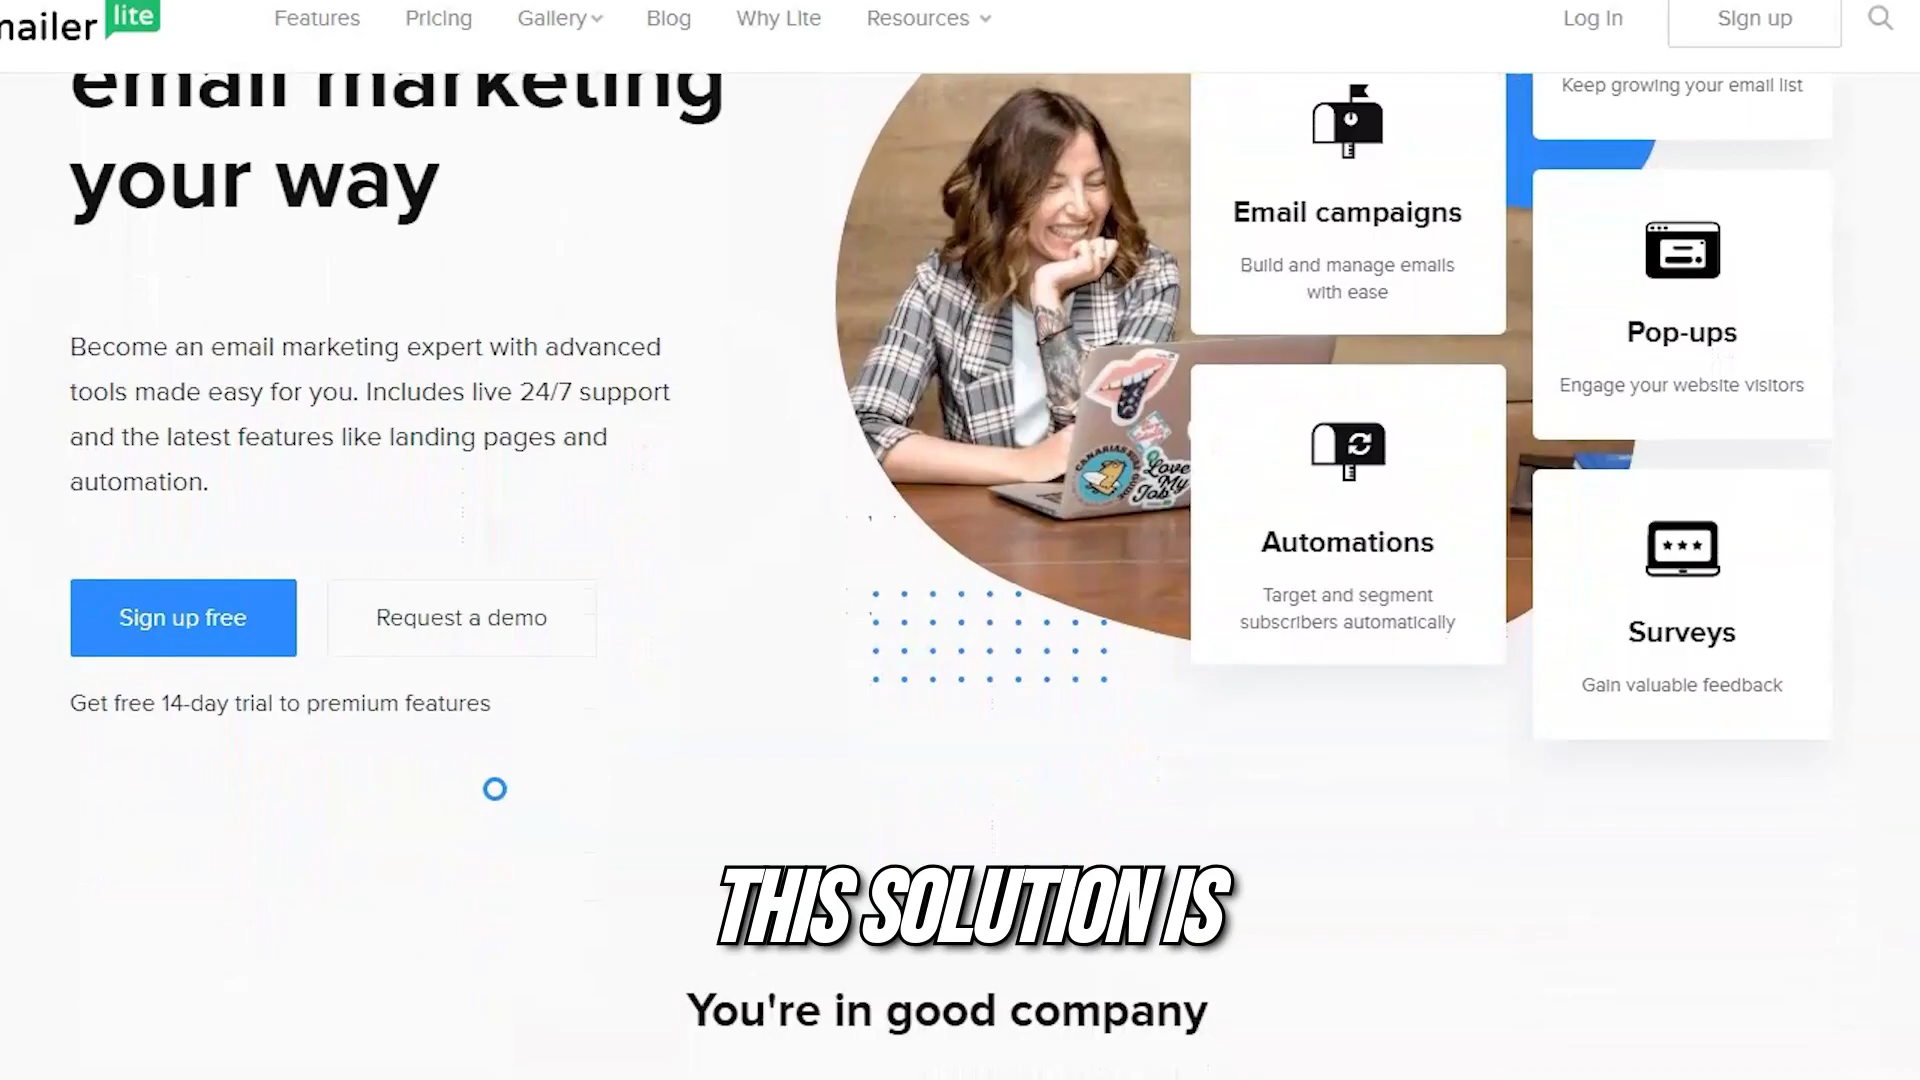 mailer lite
Features
Pricing
Gallery
Blog
Why Lite
Resources
Log In
Sign up
email marketing
your way
Become an email marketing expert with advanced
tools made easy for you. Includes live 24/7 support
and the latest features like landing pages and
automation.
Sign up free
Request a demo
Get free 14-day trial to premium features
Email campaigns
Build and manage emails
with ease
Automations
Target and segment
subscribers automatically
Keep growing your email list
Pop-ups
Engage your website visitors
Surveys
Gain valuable feedback
Love
My
Job
THIS SOLUTION IS
You're in good company